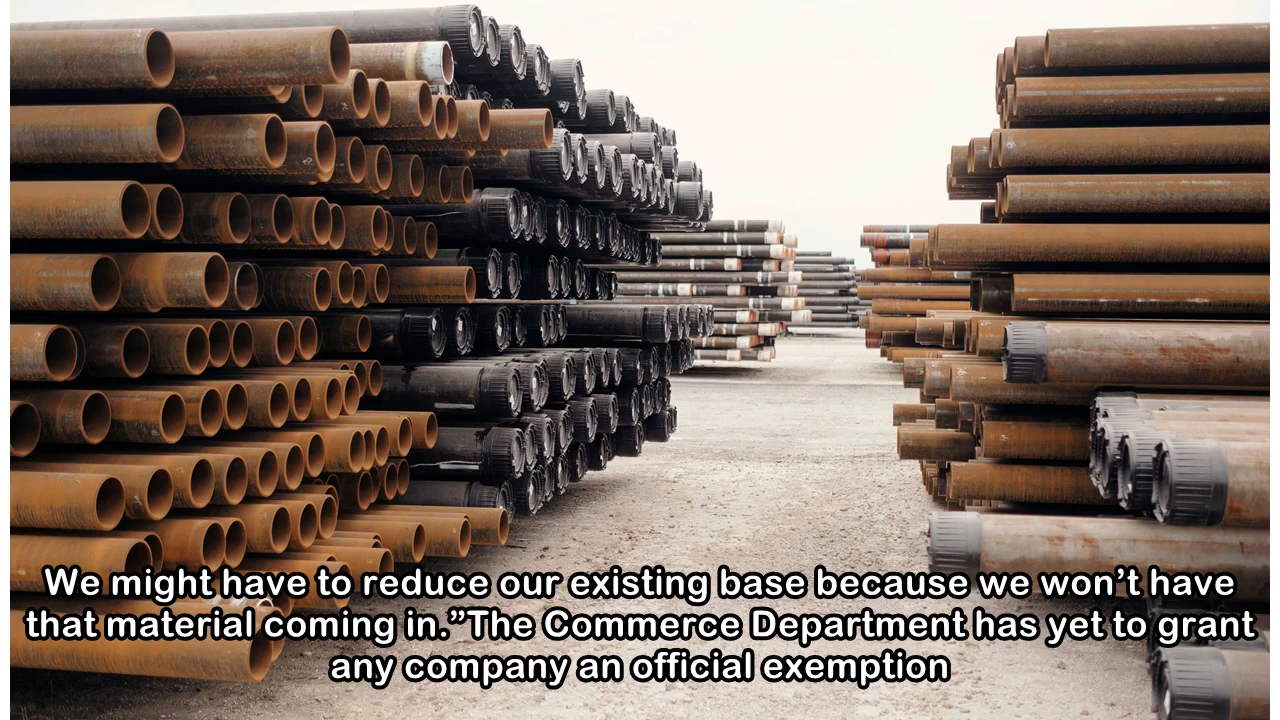 We might have to reduce our existing base because we won’t have
that material coming in.”The Commerce Department has yet to grant
any company an official exemption